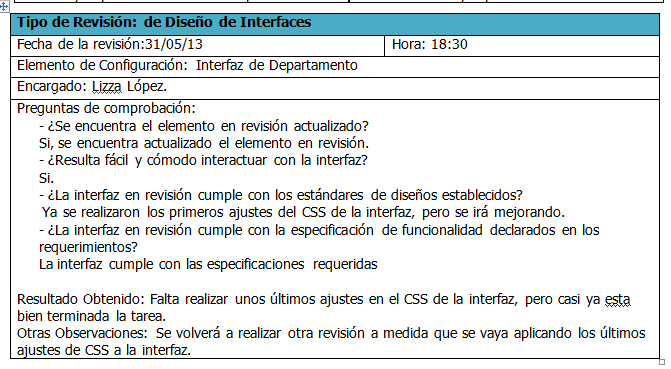 Tipo de Revisión: de Diseño de Interfaces
Fecha de la revisión:31/05/13 Hora: 18:30
Elemento de Configuración: Interfaz de Departamento
Encargado: Lizza López.
Preguntas de comprobación:
- ¿Se encuentra el elemento en revisión actualizado?
Si, se encuentra actualizado el elemento en revisión.
- ¿Resulta fácil y cómodo interactuar con la interfaz?
Si.
- ¿La interfaz en revisión cumple con los estándares de diseños establecidos?
Ya se realizaron los primeros ajustes del CSS de la interfaz, pero se irá mejorando.
- ¿La interfaz en revisión cumple con la especificación de funcionalidad declarados en los
requerimientos?
La interfaz cumple con las especificaciones requeridas
Resultado Obtenido: Falta realizar unos últimos ajustes en el CSS de la interfaz, pero casi ya esta
bien terminada la tarea.
Otras Observaciones: Se volverá a realizar otra revisión a medida que se vaya aplicando los últimos
ajustes de CSS a la interfaz.